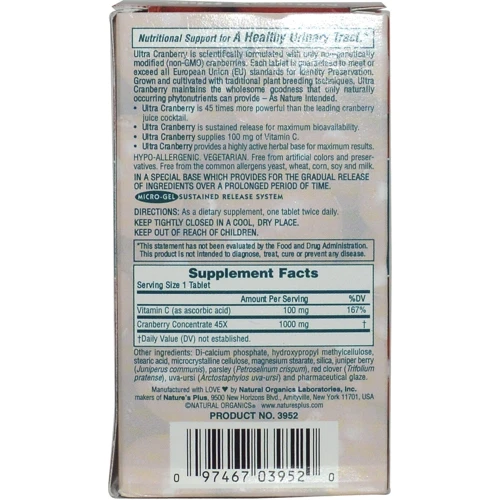 Nutritional Support for A Healthy Urinary Tract.*
Ultra Cranberry is scientifically formulated with only non-genetically
modified (non-GMO) cranberries. Each tablet is guaranteed to meet or
exceed all European Union (EU) standards for Identity Preservation.
Grown and cultivated with traditional plant breeding techniques, Ultra
Cranberry maintains the wholesome goodness that only naturally
occurring phytonutrients can provide – As Nature Intended.
• Ultra Cranberry is 45 times more powerful than the leading cranberry
juice cocktail.
• Ultra Cranberry is sustained release for maximum bioavailability.
• Ultra Cranberry supplies 100 mg of Vitamin C.
• Ultra Cranberry provides a highly active herbal base for maximum results.
HYPO-ALLERGENIC. VEGETARIAN. Free from artificial colors and preser-
vatives. Free from the common allergens yeast, wheat, corn, soy and milk.
IN A SPECIAL BASE WHICH PROVIDES FOR THE GRADUAL RELEASE
OF INGREDIENTS OVER A PROLONGED PERIOD OF TIME.
MICRO-GEL SUSTAINED RELEASE SYSTEM
DIRECTIONS: As a dietary supplement, one tablet twice daily.
KEEP TIGHTLY CLOSED IN A COOL, DRY PLACE.
KEEP OUT OF REACH OF CHILDREN.
*This statement has not been evaluated by the Food and Drug Administration.
This product is not intended to diagnose, treat, cure or prevent any disease.
Supplement Facts
Serving Size 1 Tablet
Amount Per Serving %DV
Vitamin C (as ascorbic acid) 100 mg 167%
Cranberry Concentrate 45X 1000 mg †
†Daily Value (DV) not established.
Other ingredients: Di-calcium phosphate, hydroxypropyl methylcellulose,
stearic acid, microcrystalline cellulose, magnesium stearate, silica, juniper berry
(Juniperus communis), parsley (Petroselinum crispum), red clover (Trifolium
pratense), uva-ursi (Arctostaphylos uva-ursi) and pharmaceutical glaze.
Manufactured with LOVE ♥ by Natural Organics Laboratories, Inc.
makers of Nature's Plus, 9500 New Horizons Blvd., Amityville, New York 11701, USA
©NATURAL ORGANICS® www.naturesplus.com
PRODUCT NO. 3952
0 97467 03952 0